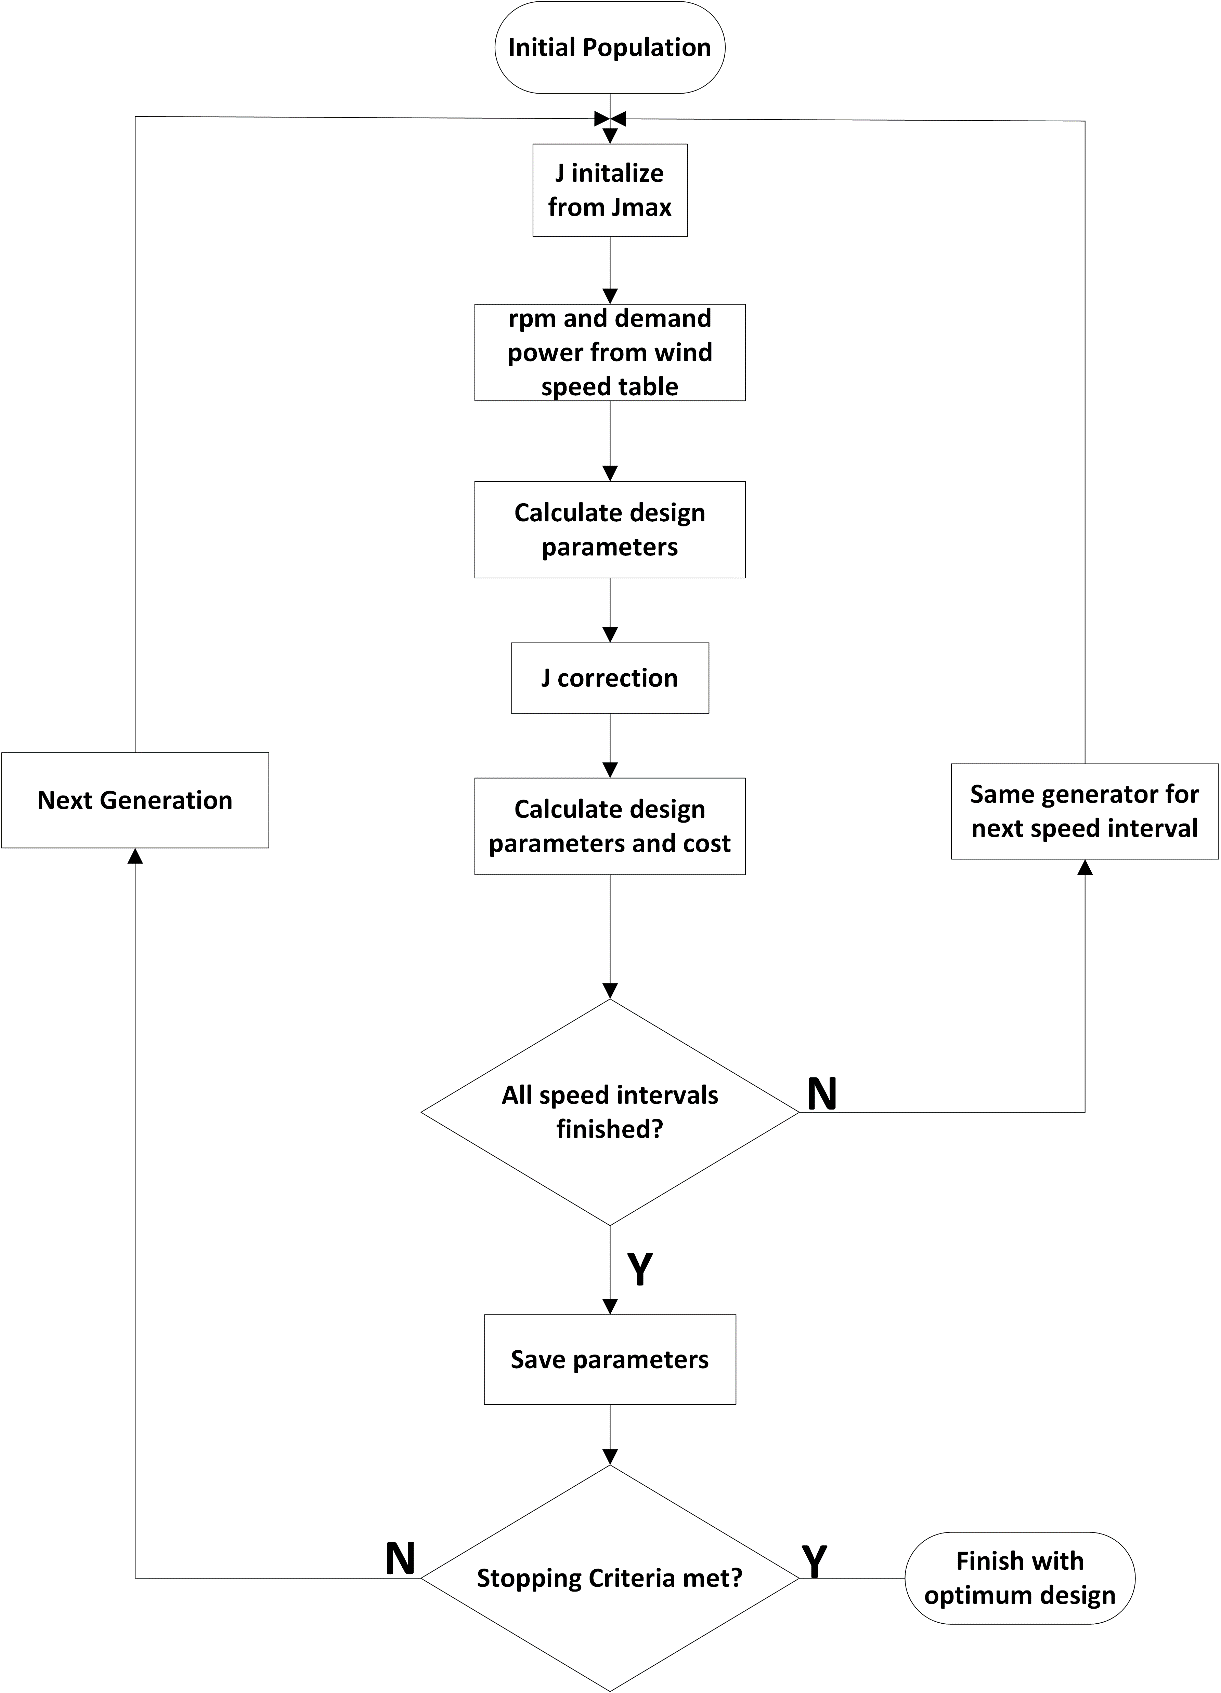 Initial Population
J initalize
from Jmax
rpm and demand
power from wind
speed table
Calculate design
parameters
J correction
Next Generation
Calculate design
parameters and cost
Same generator for
next speed interval
All speed intervals
finished?
N
Y
Save parameters
N
Stopping Criteria met?
Y
Finish with
optimum design